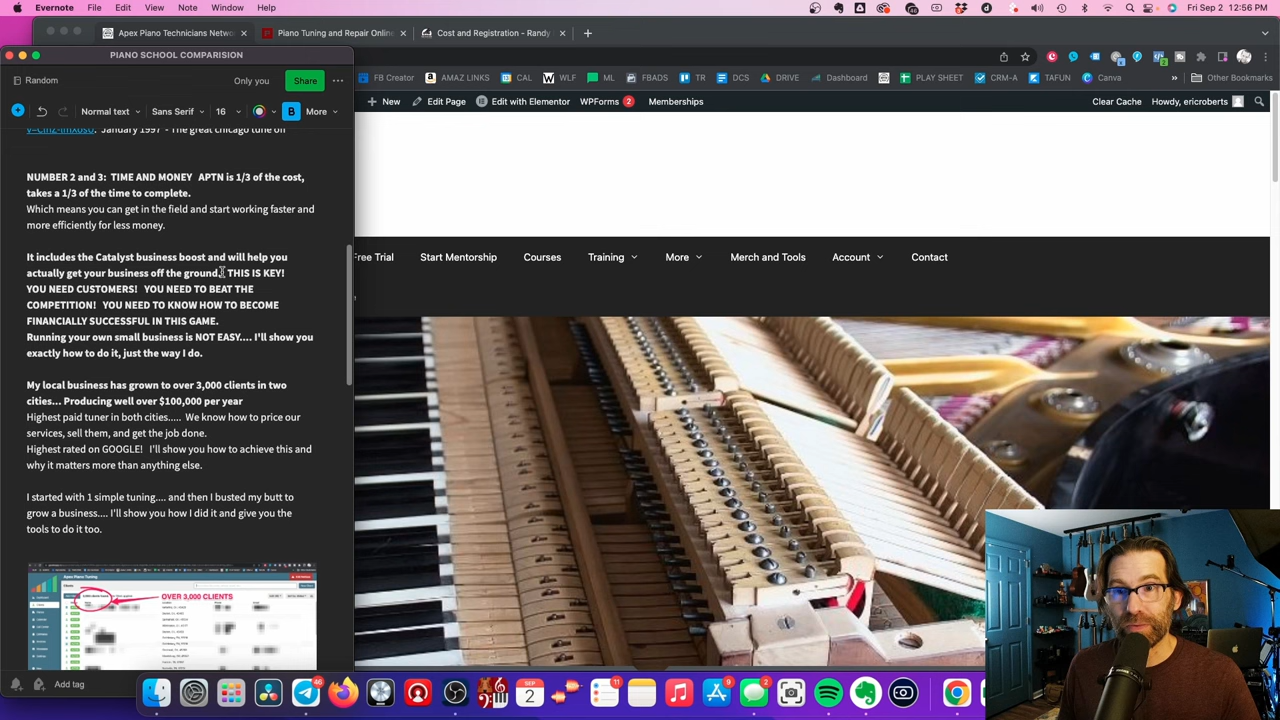 Evernote File Edit View Note Window Help
46
Fri Sep 2 12:56 PM
Apex Piano Technicians Netwo
Piano Tuning and Repair Online
Cost and Registration - Randy
PIANO SCHOOL COMPARISION
Random
Only you
Share
FB Creator
AMAZ LINKS
CAL
WLF
ML
FBADS
TR
DCS
DRIVE
Dashboard
PLAY SHEET
CRM-A
TAFUN
Canva
Other Bookmarks
Normal text
Sans Serif
16
B
More
New
Edit Page
Edit with Elementor
WPForms 2
Memberships
Clear Cache
Howdy, ericroberts
January 1997 - The great chicago tune off
NUMBER 2 and 3: TIME AND MONEY APTN is 1/3 of the cost,
takes a 1/3 of the time to complete.
Which means you can get in the field and start working faster and
more efficiently for less money.
It includes the Catalyst business boost and will help you
actually get your business off the ground. THIS IS KEY!
YOU NEED CUSTOMERS! YOU NEED TO BEAT THE
COMPETITION! YOU NEED TO KNOW HOW TO BECOME
FINANCIALLY SUCCESSFUL IN THIS GAME.
Running your own small business is NOT EASY.... I'll show you
exactly how to do it, just the way I do.
My local business has grown to over 3,000 clients in two
cities... Producing well over $100,000 per year
Highest paid tuner in both cities..... We know how to price our
services, sell them, and get the job done.
Highest rated on GOOGLE! I'll show you how to achieve this and
why it matters more than anything else.
I started with 1 simple tuning.... and then I busted my butt to
grow a business.... I'll show you how I did it and give you the
tools to do it too.
Apex Piano Tuning
OVER 3,000 CLIENTS
Free Trial
Start Mentorship
Courses
Training
More
Merch and Tools
Account
Contact
Add tag
SEP
2
46
11
9
2